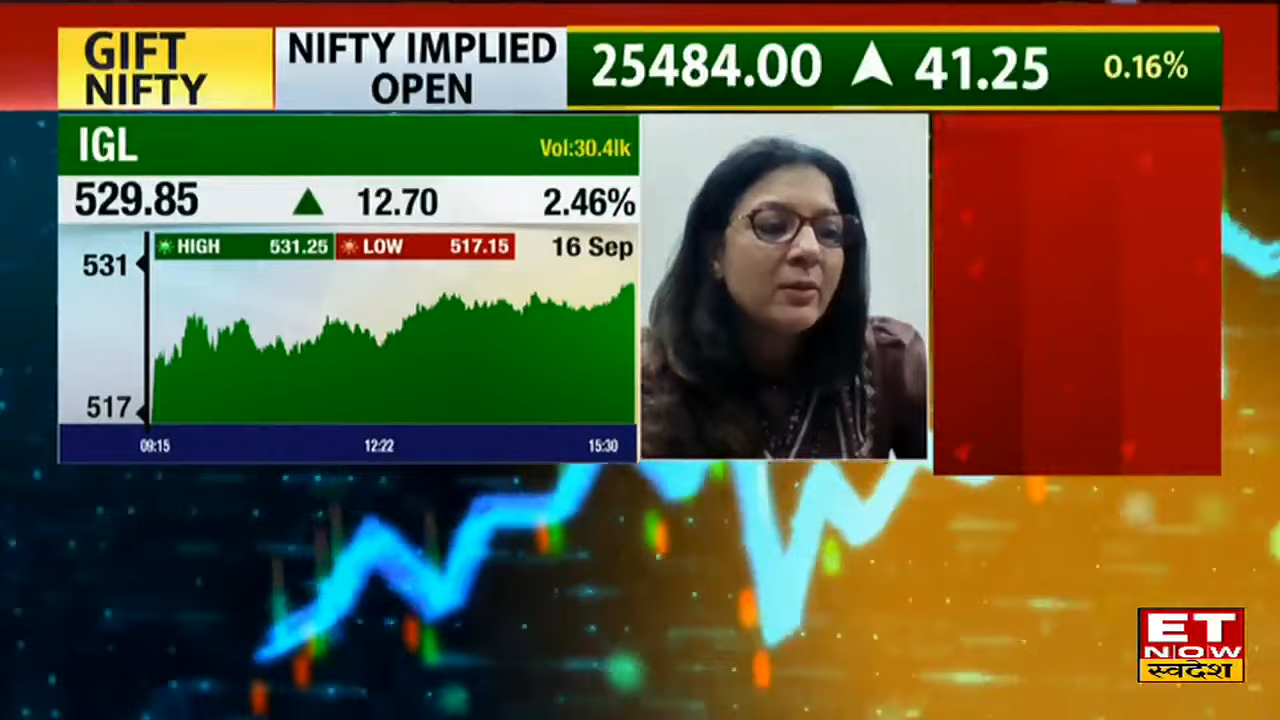 GIFT
NIFTY
NIFTY IMPLIED
OPEN
25484.00 ▲ 41.25 0.16%
IGL Vol:30.4lk
529.85 ▲ 12.70 2.46%
HIGH 531.25 LOW 517.15 16 Sep
531
517
09:15 12:22 15:30
ET
NOW
स्वदेश